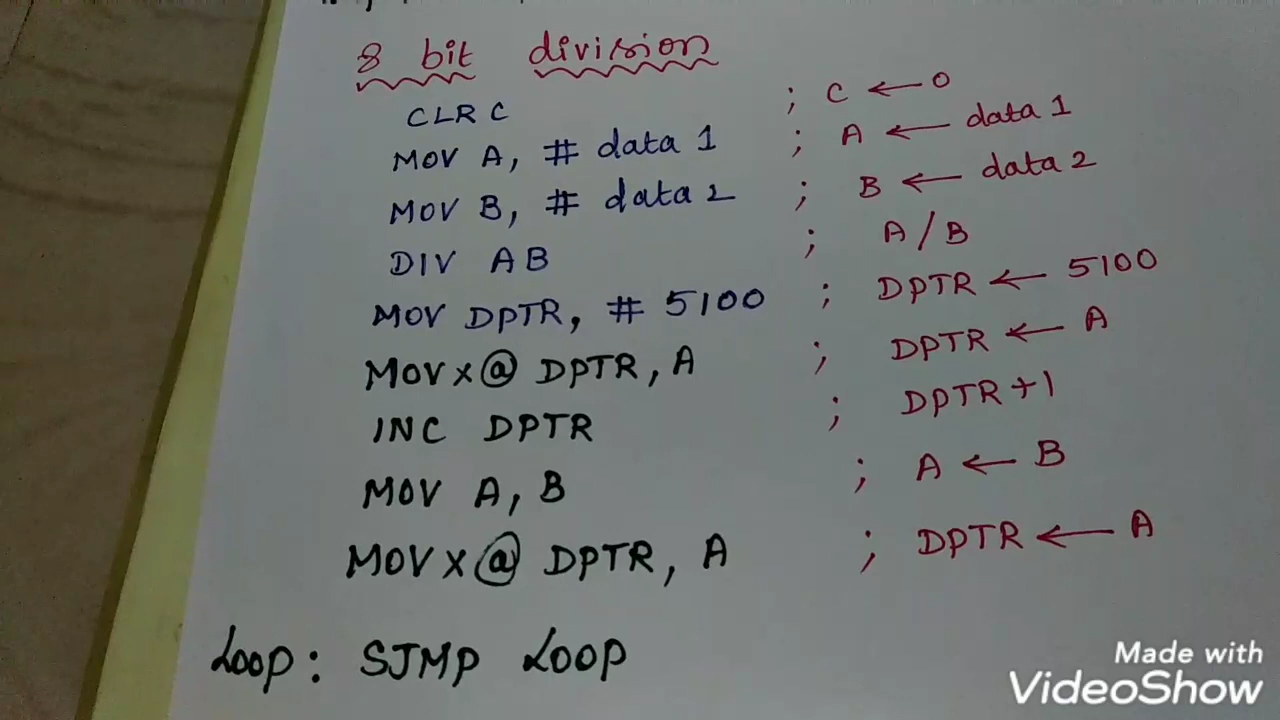 8 bit division
CLR C ; C ← 0
MOV A, # data 1 ; A ← data 1
MOV B, # data 2 ; B ← data 2
DIV AB ; A/B
MOV DPTR, # 5100 ; DPTR ← 5100
MOVX @ DPTR, A ; DPTR ← A
INC DPTR ; DPTR+1
MOV A, B ; A ← B
MOVX @ DPTR, A ; DPTR ← A
Loop: SJMP LOOP
Made with
VideoShow